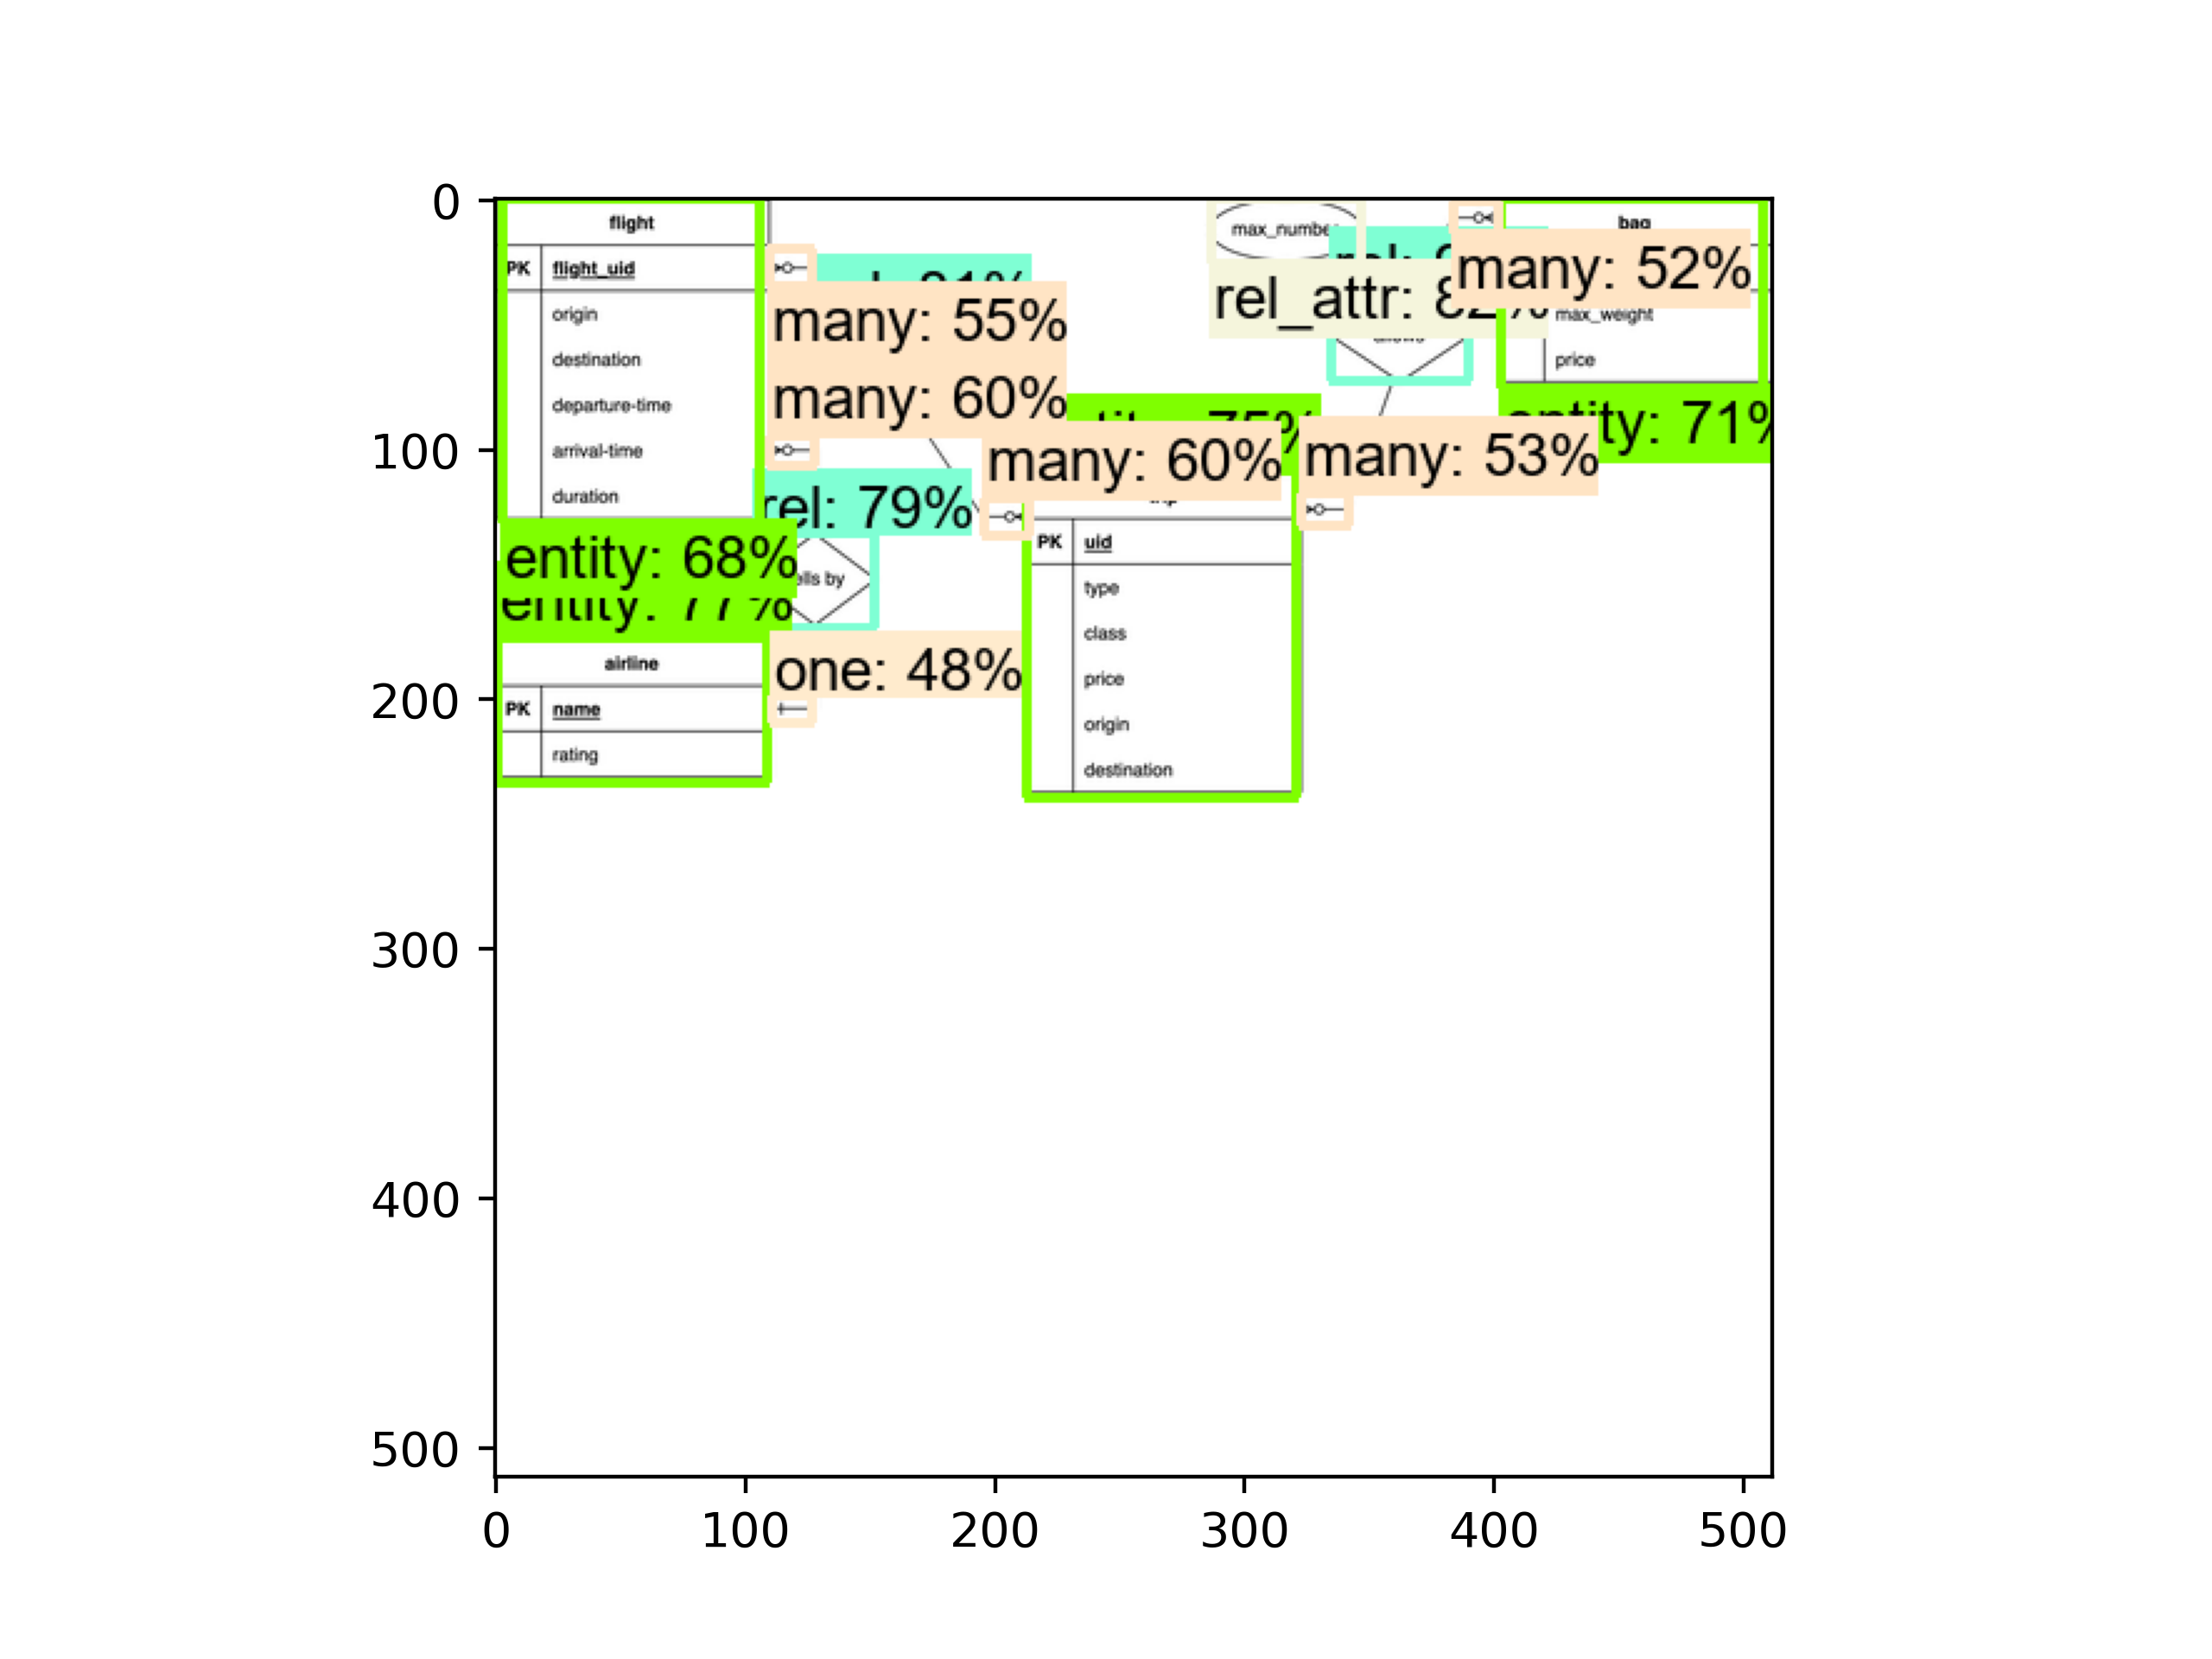 0
100
200
300
400
500
flight
PK flight_uid
origin
destination
departure-time
arrival-time
duration
many: 55%
many: 60%
rel: 79%
entity: 68%
entity: 77%
ells by
airline
PK name
rating
one: 48%
many: 60%
PK uid
type
class
price
origin
destination
max_number
rel_attr: 82%
many: 52%
many: 53%
bag
max_weight
price
entity: 71%
0 100 200 300 400 500